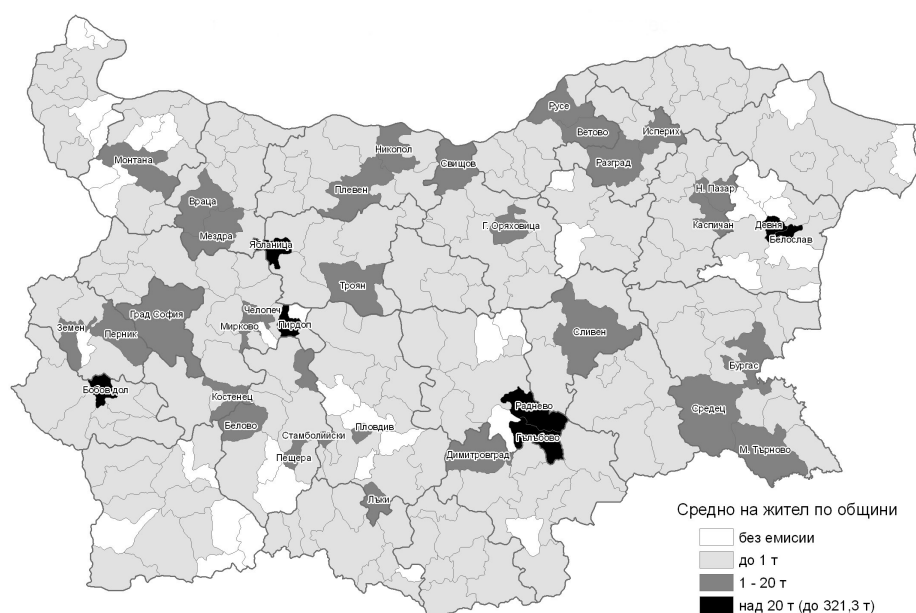 Русе
Ветово
Исперих
Никопол
Свищов
Разград
Монтана
Плевен
Н. Пазар
Враца
Г. Оряховица
Каспичан
Девня
Мездра
Белослав
Ябланица
Троян
Челопеч
Град София
Мирково
Пирдоп
Земен
Перник
Сливен
Бургас
Бобов дол
Костенец
Раднево
Средец
Белово
Пловдив
Стамболийски
Гълъбово
Пещера
Димитровград
М. Търново
Лъки
Средно на жител по общини
без емисии
до 1 т
1 - 20 т
над 20 т (до 321,3 т)